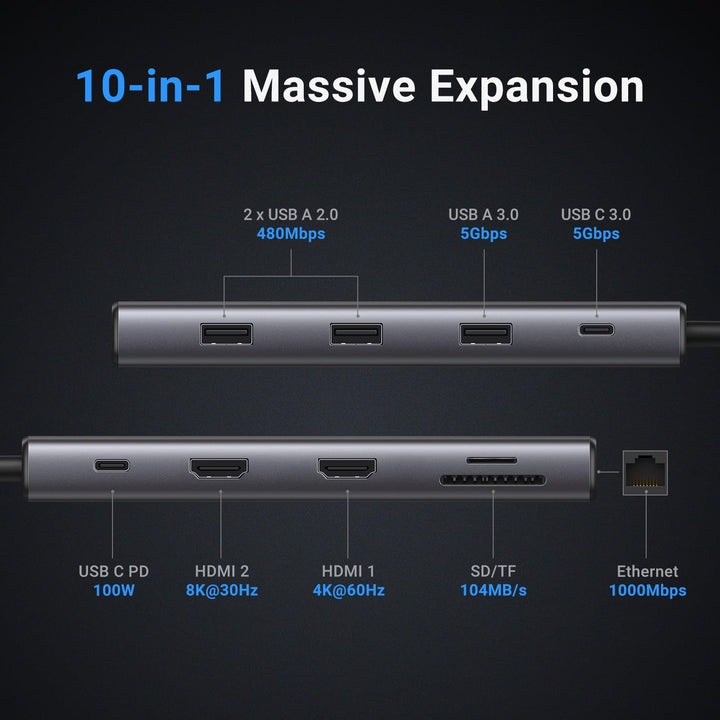 10-in-1 Massive Expansion
2 x USB A 2.0
480Mbps
USB A 3.0
5Gbps
USB C 3.0
5Gbps
USB C PD
100W
HDMI 2
8K@30Hz
HDMI 1
4K@60Hz
SD/TF
104MB/s
Ethernet
1000Mbps